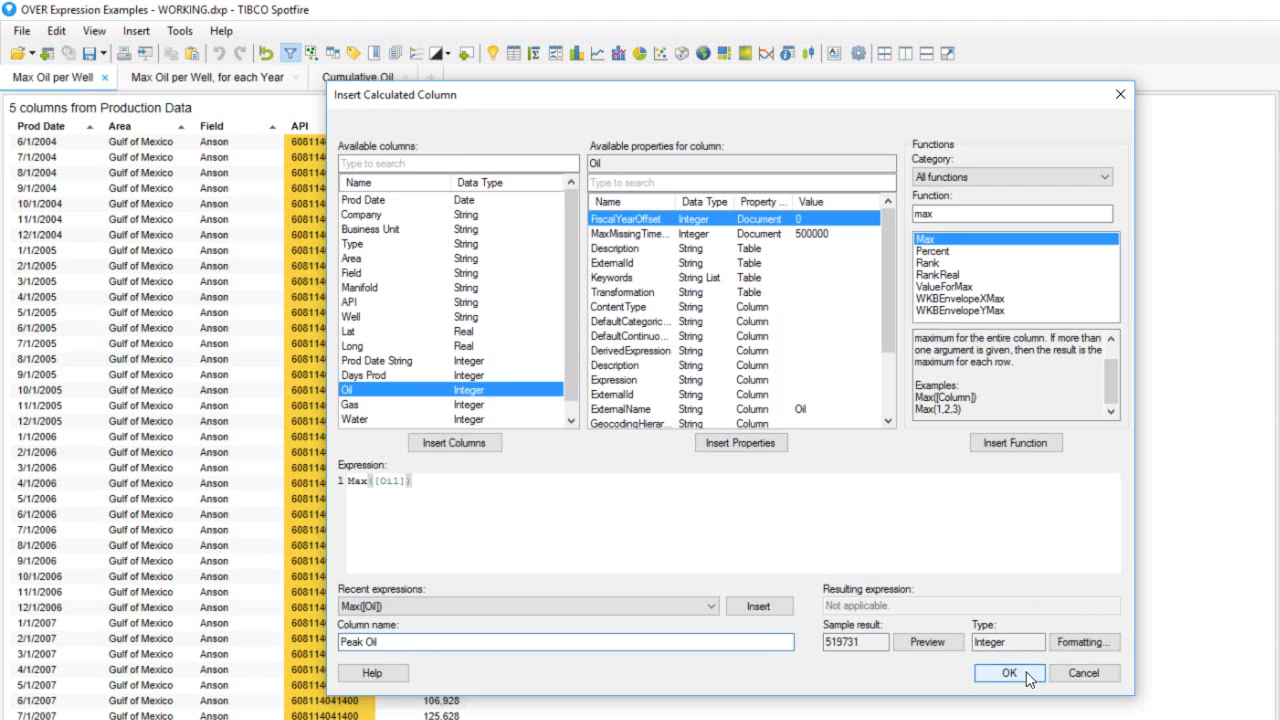 OVER Expression Examples - WORKING.dxp - TIBCO Spotfire
File Edit View Insert Tools Help
Max Oil per Well × Max Oil per Well, for each Year × Cumulative Oil
5 columns from Production Data
Prod Date Area Field API
6/1/2004 Gulf of Mexico Anson
7/1/2004 Gulf of Mexico Anson
8/1/2004 Gulf of Mexico Anson
9/1/2004 Gulf of Mexico Anson
10/1/2004 Gulf of Mexico Anson
11/1/2004 Gulf of Mexico Anson
12/1/2004 Gulf of Mexico Anson
1/1/2005 Gulf of Mexico Anson
2/1/2005 Gulf of Mexico Anson
3/1/2005 Gulf of Mexico Anson
4/1/2005 Gulf of Mexico Anson
5/1/2005 Gulf of Mexico Anson
6/1/2005 Gulf of Mexico Anson
7/1/2005 Gulf of Mexico Anson
8/1/2005 Gulf of Mexico Anson
9/1/2005 Gulf of Mexico Anson
10/1/2005 Gulf of Mexico Anson
11/1/2005 Gulf of Mexico Anson
12/1/2005 Gulf of Mexico Anson
1/1/2006 Gulf of Mexico Anson
2/1/2006 Gulf of Mexico Anson
3/1/2006 Gulf of Mexico Anson
4/1/2006 Gulf of Mexico Anson
5/1/2006 Gulf of Mexico Anson
6/1/2006 Gulf of Mexico Anson
7/1/2006 Gulf of Mexico Anson
8/1/2006 Gulf of Mexico Anson
9/1/2006 Gulf of Mexico Anson
10/1/2006 Gulf of Mexico Anson
11/1/2006 Gulf of Mexico Anson
12/1/2006 Gulf of Mexico Anson
1/1/2007 Gulf of Mexico Anson
2/1/2007 Gulf of Mexico Anson
3/1/2007 Gulf of Mexico Anson
4/1/2007 Gulf of Mexico Anson
5/1/2007 Gulf of Mexico Anson
6/1/2007 Gulf of Mexico Anson 608114041400 106,928
7/1/2007 Gulf of Mexico Anson 608114041400 125,628
Insert Calculated Column
Available columns:
Type to search
Name Data Type
Prod Date Date
Company String
Business Unit String
Type String
Area String
Field String
Manifold String
API String
Well String
Lat Real
Long Real
Prod Date String Integer
Days Prod Integer
Oil Integer
Gas Integer
Water Integer
Insert Columns
Available properties for column:
Oil
Type to search
Name Data Type Property ... Value
FiscalYearOffset Integer Document 0
MaxMissingTime... Integer Document 500000
Description String Table
ExternalId String Table
Keywords String List Table
Transformation String Table
ContentType String Column
DefaultCategoric... String Column
DefaultContinuo... String Column
DerivedExpression String Column
Description String Column
Expression String Column
ExternalId String Column
ExternalName String Column Oil
GeocodingHierar... String Column
Insert Properties
Functions
Category:
All functions
Function:
max
Max
Percent
Rank
RankReal
ValueForMax
WKBEnvelopeXMax
WKBEnvelopeYMax
maximum for the entire column. If more than
one argument is given, then the result is the
maximum for each row.
Examples:
Max([Column])
Max(1,2,3)
Insert Function
Expression:
1 Max([Oil])
Recent expressions:
Max([Oil])
Insert
Column name:
Peak Oil
Help
Resulting expression:
Not applicable.
Sample result: Type:
519731 Preview Integer Formatting...
OK Cancel